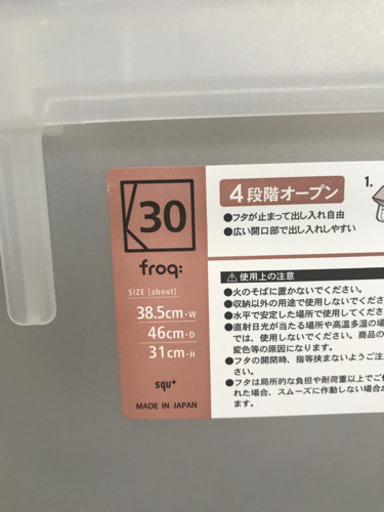 30
froq:
SIZE [about]
38.5cm・W
46cm・D
31cm・H
squ+
MADE IN JAPAN
4段階オープン
●フタが止まって出し入れ自由
●広い開口部で出し入れしやすい
1.
使用上の注意
●火のそばに置かないでください。
●収納以外の用途で使用しないでくださ
●水平で安定した場所で使用してくださ
●直射日光が当たる場所や高温多湿の場
では、使用しないでください。商品の
変色等の原因になります。
●フタの開閉時、指等挟まないようご注
さい。
●フタは局所的な負担や耐荷重以上でご使
れた場合、スムーズに作動しない場合が